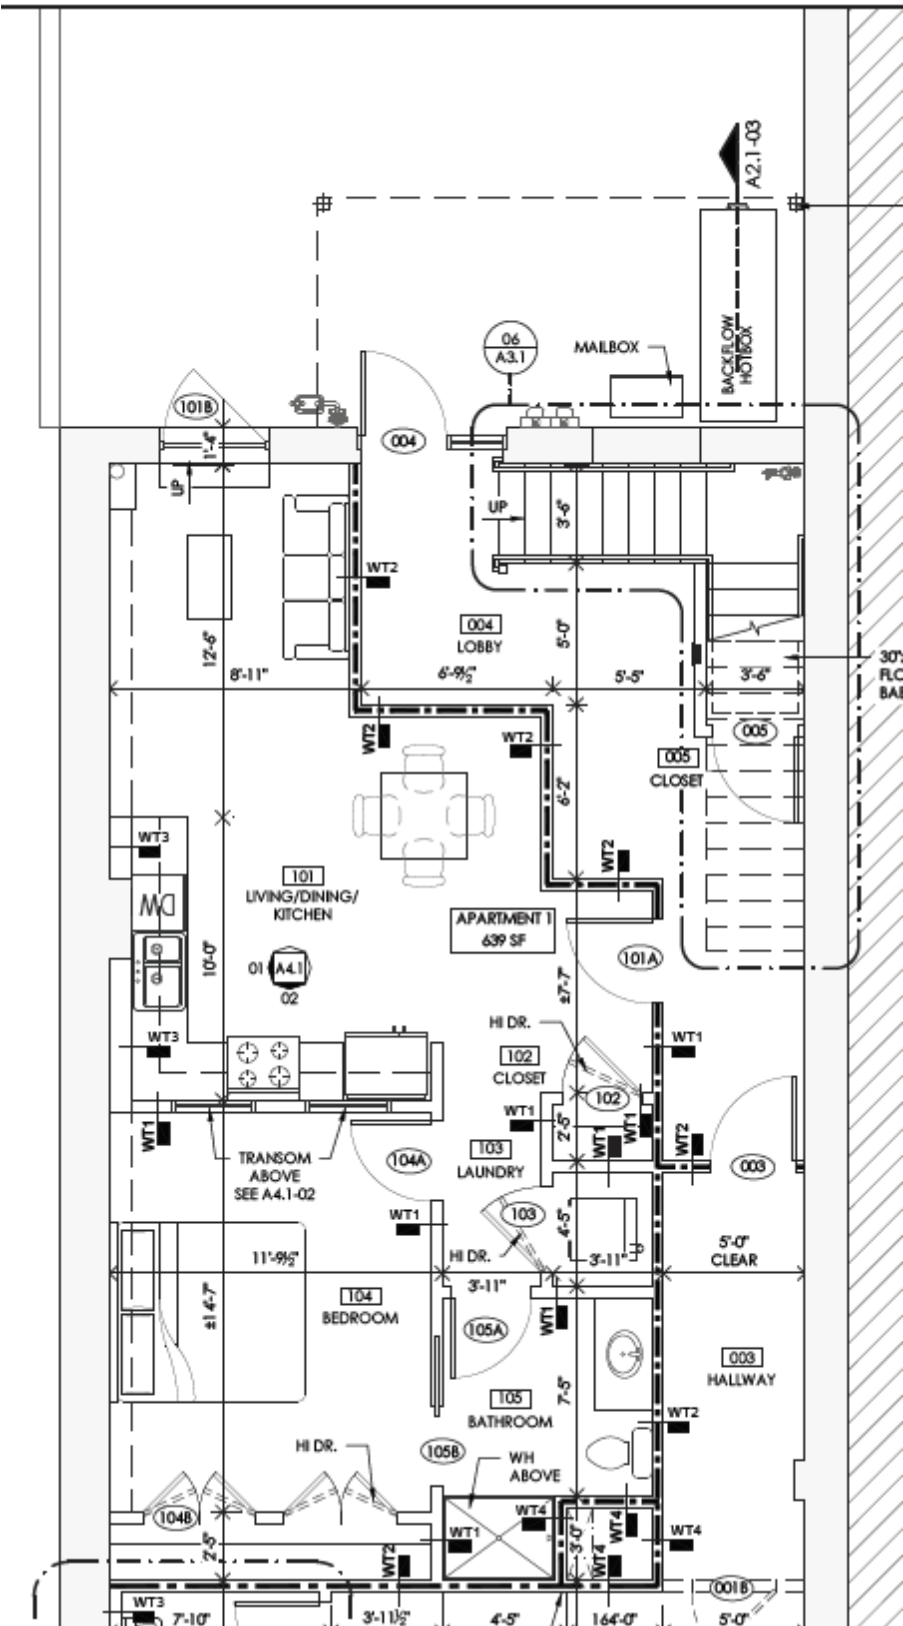 A2.1-03
06
A3.1
MAILBOX
BACKFLOW
HOTBOX
101B
004
1'-4"
UP
UP
3'-6"
WT2
004
LOBBY
5'-0"
12'-6"
30"
FLO
8'-11"
6'-9½"
5'-5"
3'-6"
WT2
WT2
005
005
CLOSET
6'-2"
WT3
WT2
101
LIVING/DINING/
KITCHEN
DW
APARTMENT 1
639 SF
10'-0"
01 A4.1
02
101A
±7'-7"
HI DR.
WT3
WT1
102
CLOSET
102
WT1
WT1
WT1
WT1
WT2
2'-5"
TRANSOM
ABOVE
SEE A4.1-02
104A
103
LAUNDRY
003
WT1
103
4'-5"
HI DR.
11'-9½"
3'-11"
3'-11"
5'-0"
CLEAR
±14'-7"
104
BEDROOM
WT1
105A
003
HALLWAY
7'-5"
105
BATHROOM
WT2
HI DR.
105B
WH
ABOVE
104B
WT4
WT1
WT4
WT4
WT4
2'-5"
WT2
3'-0"
001B
WT3
7'-10"
3'-11½"
4'-5"
164'-0"
5'-0"